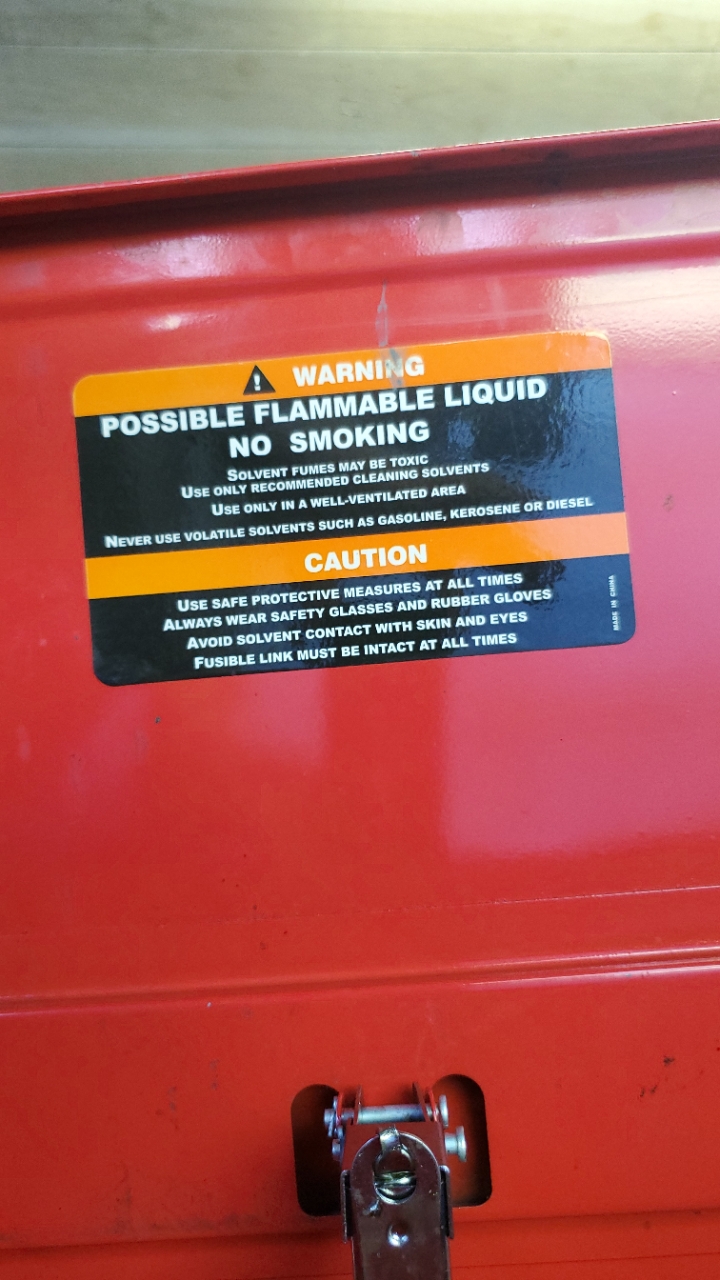 WARNING
POSSIBLE FLAMMABLE LIQUID
NO SMOKING
SOLVENT FUMES MAY BE TOXIC
USE ONLY RECOMMENDED CLEANING SOLVENTS
USE ONLY IN A WELL-VENTILATED AREA
NEVER USE VOLATILE SOLVENTS SUCH AS GASOLINE, KEROSENE OR DIESEL
CAUTION
USE SAFE PROTECTIVE MEASURES AT ALL TIMES
ALWAYS WEAR SAFETY GLASSES AND RUBBER GLOVES
AVOID SOLVENT CONTACT WITH SKIN AND EYES
FUSIBLE LINK MUST BE INTACT AT ALL TIMES
MADE IN CHINA